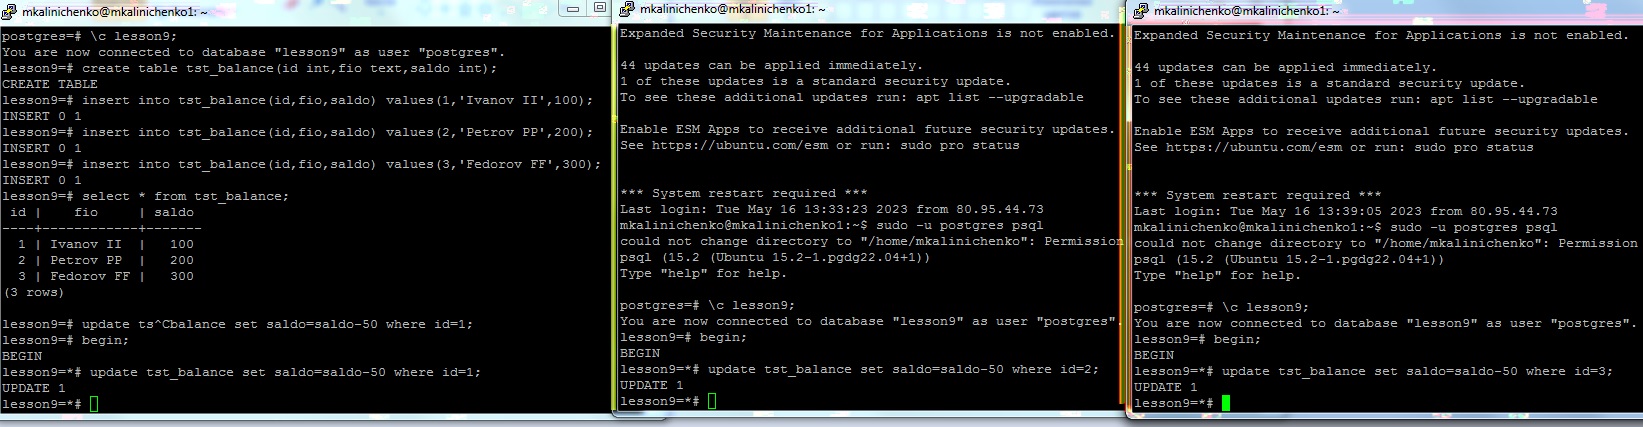 mkalinichenko@mkalinichenko1: ~
postgres=# \c lesson9;
You are now connected to database "lesson9" as user "postgres".
lesson9=# create table tst_balance(id int,fio text,saldo int);
CREATE TABLE
lesson9=# insert into tst_balance(id,fio,saldo) values(1,'Ivanov II',100);
INSERT 0 1
lesson9=# insert into tst_balance(id,fio,saldo) values(2,'Petrov PP',200);
INSERT 0 1
lesson9=# insert into tst_balance(id,fio,saldo) values(3,'Fedorov FF',300);
INSERT 0 1
lesson9=# select * from tst_balance;
 id |    fio     | saldo
----+------------+-------
  1 | Ivanov II  |   100
  2 | Petrov PP  |   200
  3 | Fedorov FF |   300
(3 rows)
lesson9=# update ts^Cbalance set saldo=saldo-50 where id=1;
lesson9=# begin;
BEGIN
lesson9=*# update tst_balance set saldo=saldo-50 where id=1;
UPDATE 1
lesson9=*#
mkalinichenko@mkalinichenko1: ~
Expanded Security Maintenance for Applications is not enabled.
44 updates can be applied immediately.
1 of these updates is a standard security update.
To see these additional updates run: apt list --upgradable
Enable ESM Apps to receive additional future security updates.
See https://ubuntu.com/esm or run: sudo pro status
*** System restart required ***
Last login: Tue May 16 13:33:23 2023 from 80.95.44.73
mkalinichenko@mkalinichenko1:~$ sudo -u postgres psql
could not change directory to "/home/mkalinichenko": Permission
psql (15.2 (Ubuntu 15.2-1.pgdg22.04+1))
Type "help" for help.
postgres=# \c lesson9;
You are now connected to database "lesson9" as user "postgres".
lesson9=# begin;
BEGIN
lesson9=*# update tst_balance set saldo=saldo-50 where id=2;
UPDATE 1
lesson9=*#
mkalinichenko@mkalinichenko1: ~
Expanded Security Maintenance for Applications is not enabled.
44 updates can be applied immediately.
1 of these updates is a standard security update.
To see these additional updates run: apt list --upgradable
Enable ESM Apps to receive additional future security updates.
See https://ubuntu.com/esm or run: sudo pro status
*** System restart required ***
Last login: Tue May 16 13:39:05 2023 from 80.95.44.73
mkalinichenko@mkalinichenko1:~$ sudo -u postgres psql
could not change directory to "/home/mkalinichenko": Permission
psql (15.2 (Ubuntu 15.2-1.pgdg22.04+1))
Type "help" for help.
postgres=# \c lesson9;
You are now connected to database "lesson9" as user "postgres".
lesson9=# begin;
BEGIN
lesson9=*# update tst_balance set saldo=saldo-50 where id=3;
UPDATE 1
lesson9=*#